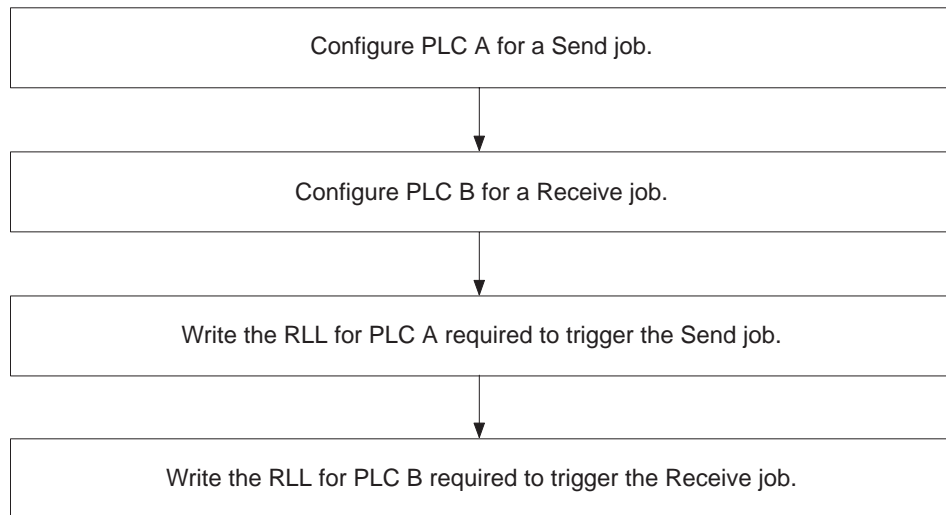 Configure PLC A for a Send job.
Configure PLC B for a Receive job.
Write the RLL for PLC A required to trigger the Send job.
Write the RLL for PLC B required to trigger the Receive job.